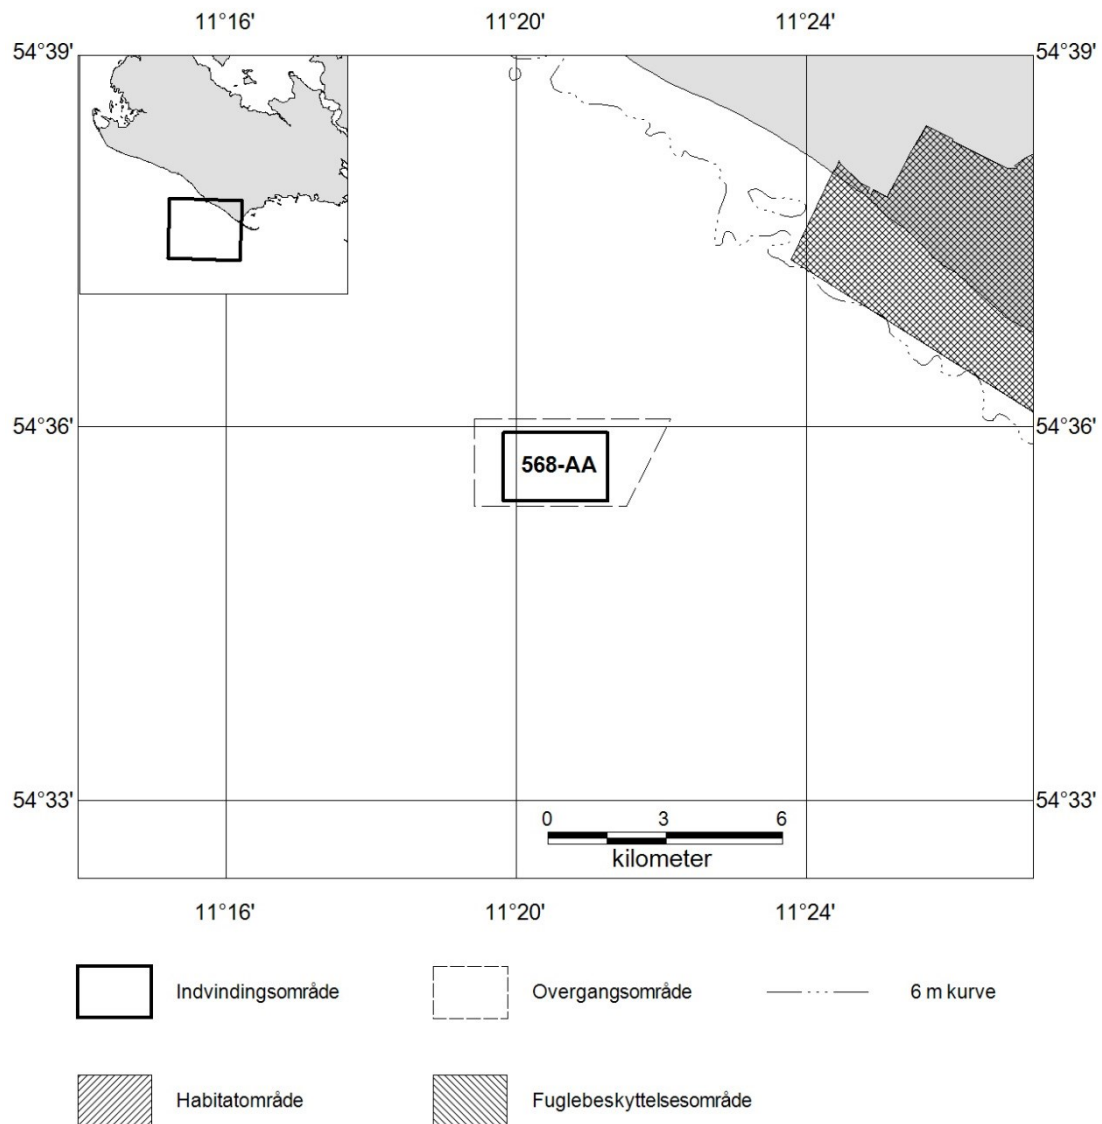 11°16' 11°20' 11°24'
54°39' 54°39'
54°36' 54°36'
568-AA
54°33' 54°33'
0 3 6
kilometer
11°16' 11°20' 11°24'
Indvindingsområde Overgangsområde 6 m kurve
Habitatområde Fuglebeskyttelsesområde